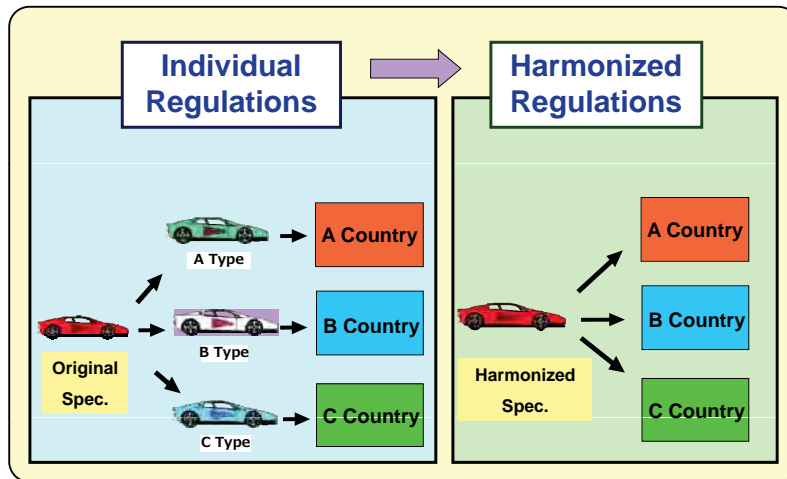 Individual
Regulations
Harmonized
Regulations
A Type
A Country
B Type
B Country
Original
Spec.
C Type
C Country
A Country
B Country
Harmonized
Spec.
C Country